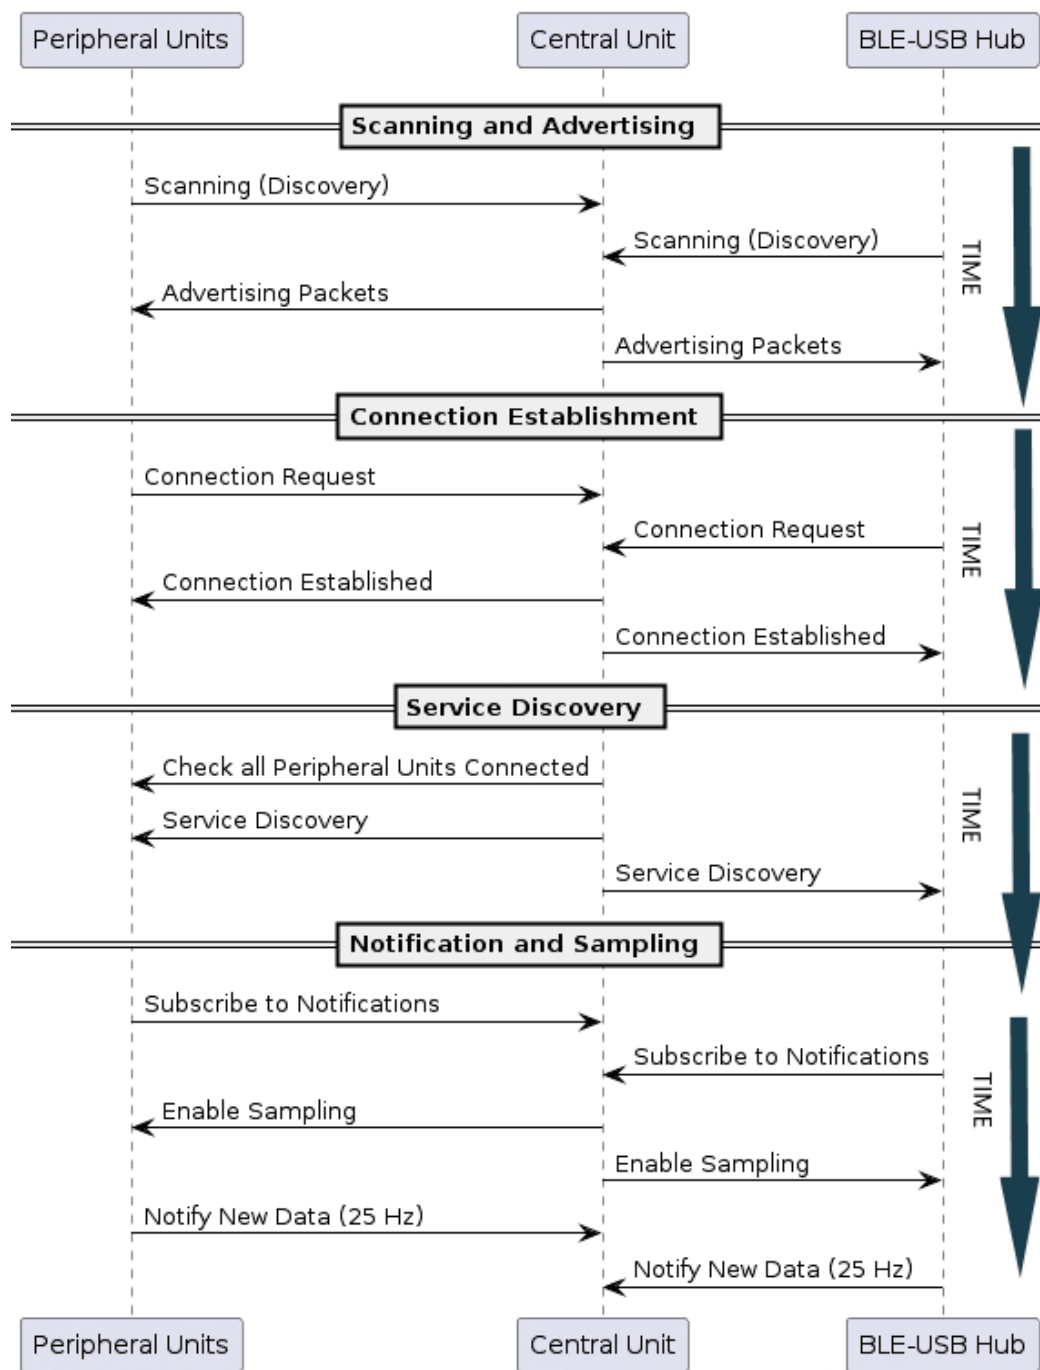 Peripheral Units
Central Unit
BLE-USB Hub
Scanning and Advertising
Scanning (Discovery)
Scanning (Discovery)
TIME
Advertising Packets
Advertising Packets
Connection Establishment
Connection Request
Connection Request
TIME
Connection Established
Connection Established
Service Discovery
Check all Peripheral Units Connected
TIME
Service Discovery
Service Discovery
Notification and Sampling
Subscribe to Notifications
Subscribe to Notifications
TIME
Enable Sampling
Enable Sampling
Notify New Data (25 Hz)
Notify New Data (25 Hz)
Peripheral Units
Central Unit
BLE-USB Hub